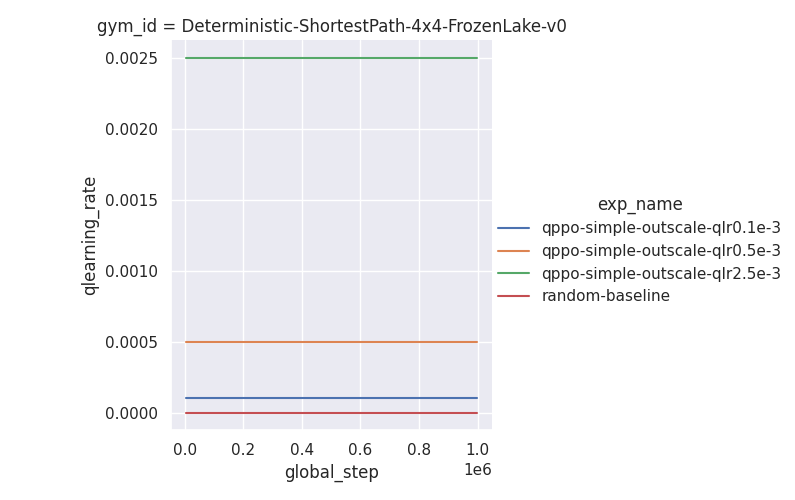 gym_id = Deterministic-ShortestPath-4x4-FrozenLake-v0
0.0025
0.0020
0.0015
0.0010
0.0005
0.0000
qlearning_rate
0.0 0.2 0.4 0.6 0.8 1.0
1e6
global_step
exp_name
qppo-simple-outscale-qlr0.1e-3
qppo-simple-outscale-qlr0.5e-3
qppo-simple-outscale-qlr2.5e-3
random-baseline